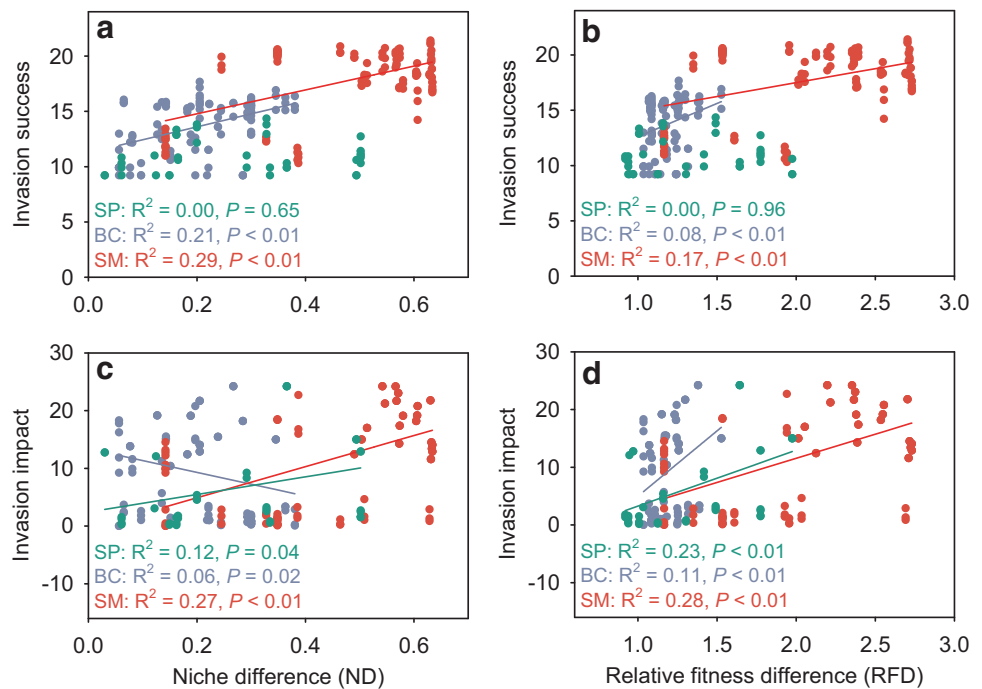 a
Invasion success
20
15
10
5
0
SP: R² = 0.00, P = 0.65
BC: R² = 0.21, P < 0.01
SM: R² = 0.29, P < 0.01
0.0 0.2 0.4 0.6
b
Invasion success
20
15
10
5
0
SP: R² = 0.00, P = 0.96
BC: R² = 0.08, P < 0.01
SM: R² = 0.17, P < 0.01
1.0 1.5 2.0 2.5 3.0
c
Invasion impact
30
20
10
0
-10
SP: R² = 0.12, P = 0.04
BC: R² = 0.06, P = 0.02
SM: R² = 0.27, P < 0.01
0.0 0.2 0.4 0.6
Niche difference (ND)
d
Invasion impact
30
20
10
0
-10
SP: R² = 0.23, P < 0.01
BC: R² = 0.11, P < 0.01
SM: R² = 0.28, P < 0.01
1.0 1.5 2.0 2.5 3.0
Relative fitness difference (RFD)